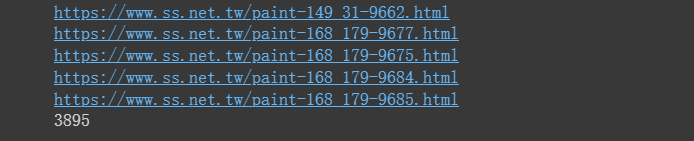 https://www.ss.net.tw/paint-149_31-9662.html
https://www.ss.net.tw/paint-168_179-9677.html
https://www.ss.net.tw/paint-168_179-9675.html
https://www.ss.net.tw/paint-168_179-9684.html
https://www.ss.net.tw/paint-168_179-9685.html
3895